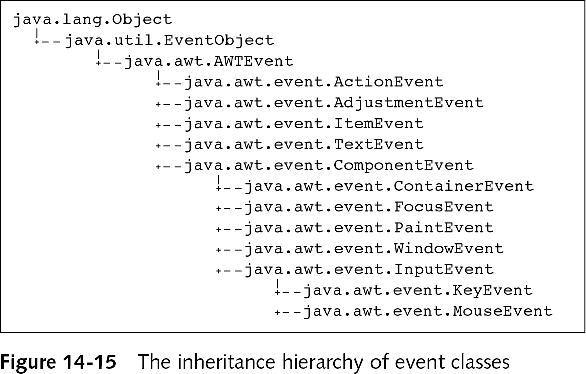 java.lang.Object
+--java.util.EventObject
+--java.awt.AWTEvent
+--java.awt.event.ActionEvent
+--java.awt.event.AdjustmentEvent
+--java.awt.event.ItemEvent
+--java.awt.event.TextEvent
+--java.awt.event.ComponentEvent
+--java.awt.event.ContainerEvent
+--java.awt.event.FocusEvent
+--java.awt.event.PaintEvent
+--java.awt.event.WindowEvent
+--java.awt.event.InputEvent
+--java.awt.event.KeyEvent
+--java.awt.event.MouseEvent
Figure 14-15 The inheritance hierarchy of event classes